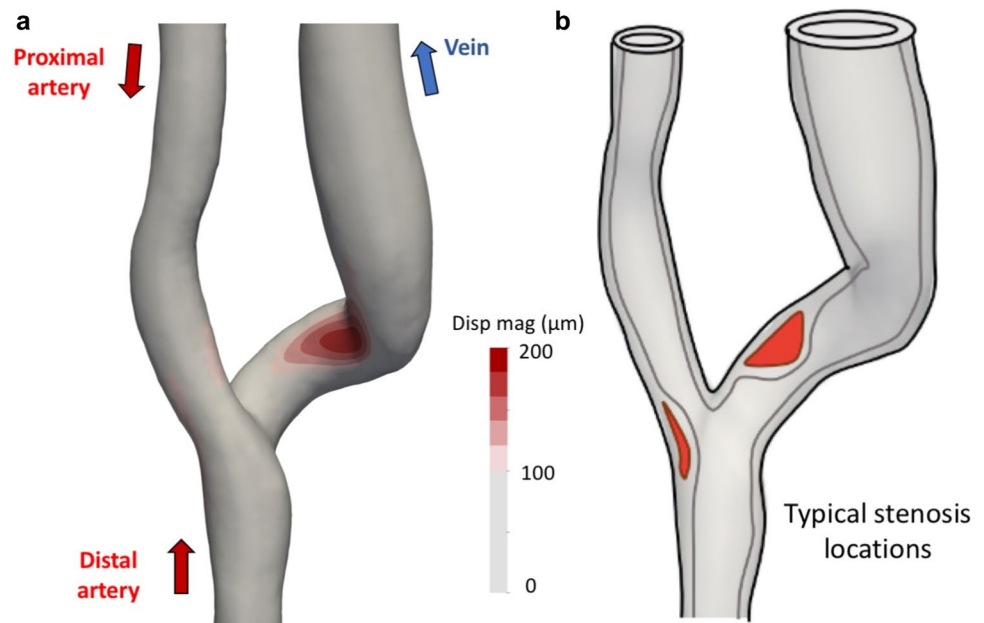 a
Proximal
artery
Vein
Disp mag (μm)
200
100
0
Distal
artery
b
Typical stenosis
locations